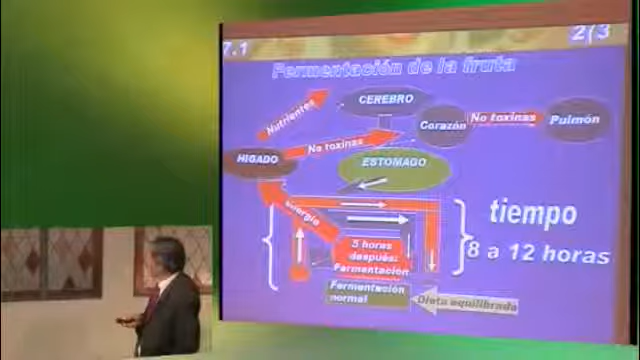 7.1
2/3
Fermentación de la fruta
CEREBRO
Nutrientes
Corazón
No toxinas
Pulmón
No toxinas
HIGADO
ESTOMAGO
energía
tiempo
8 a 12 horas
5 horas
después:
Fermentación
Fermentación
normal
Dieta equilibrada